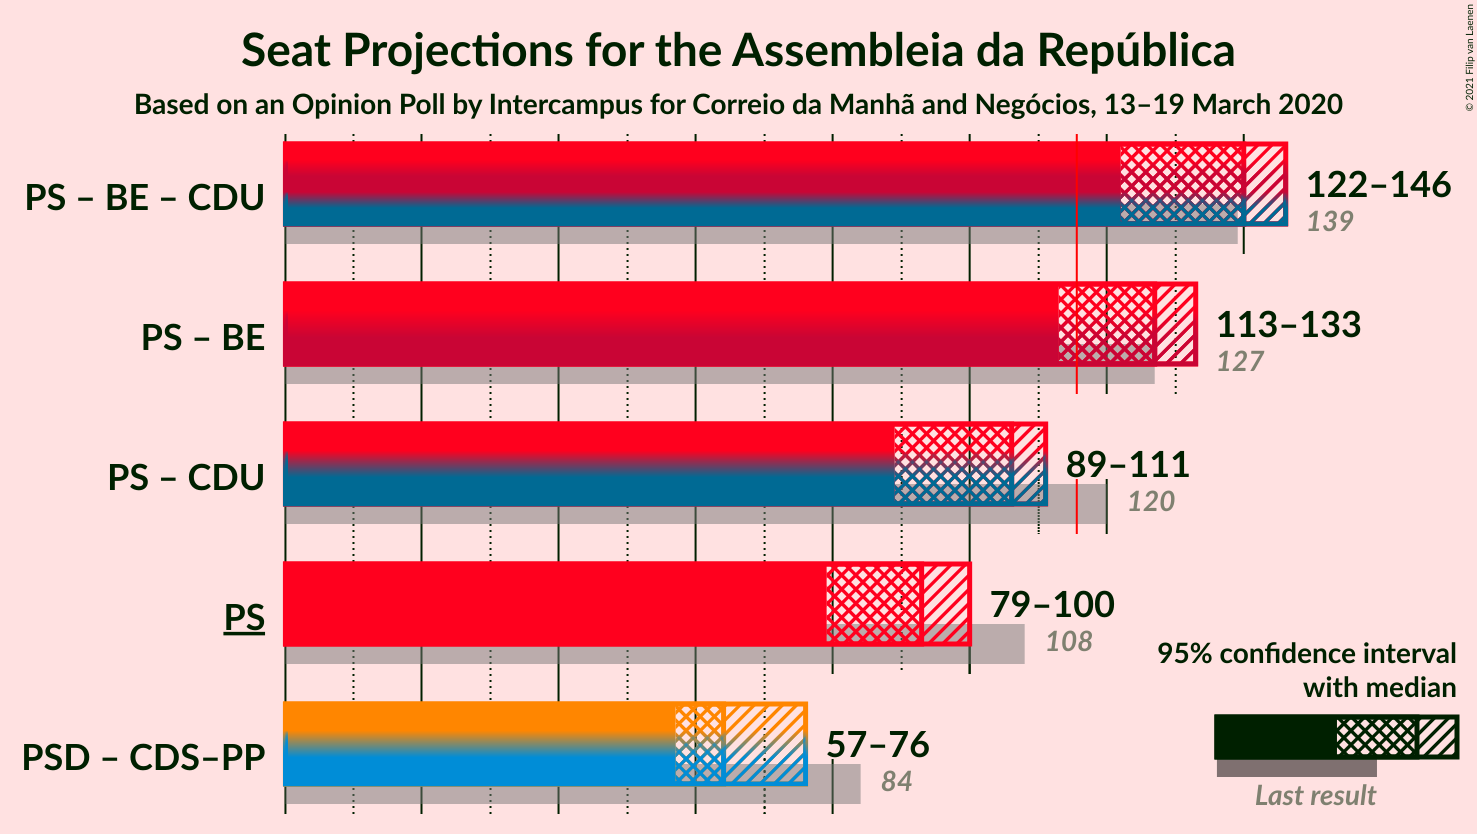 Seat Projections for the Assembleia da República
Based on an Opinion Poll by Intercampus for Correio da Manhã and Negócios, 13–19 March 2020
© 2021 Filip van Laenen
PS – BE – CDU
122–146
139
PS – BE
113–133
127
PS – CDU
89–111
120
PS
79–100
108
PSD – CDS–PP
57–76
84
95% confidence interval
with median
Last result